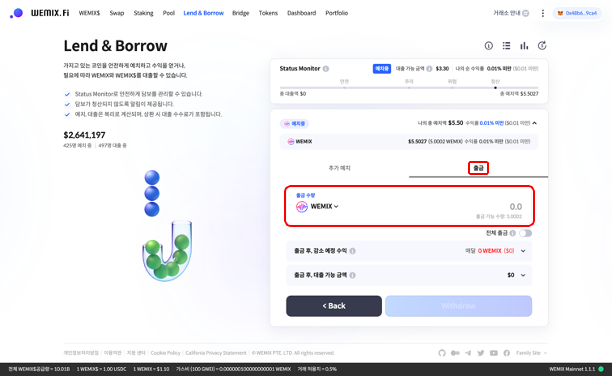 WEMIX.Fi
WEMIX$ Swap Staking Pool Lend & Borrow Bridge Tokens Dashboard Portfolio
거래소 안내
0x48b6...9ca4
Lend & Borrow
가지고 있는 코인을 안전하게 예치하고 수익을 얻거나,
필요에 따라 WEMIX와 WEMIX$를 대출할 수 있습니다.
Status Monitor로 안전하게 담보를 관리할 수 있습니다.
담보가 청산되지 않도록 알림이 제공됩니다.
예치, 대출은 복리로 계산되며, 상환 시 대출 수수료가 포함됩니다.
$2,641,197
425명 예치 중 | 497명 대출 중
Status Monitor 예치중 대출 가능 금액 $3.30 나의 순 수익률 0.01% 미만 ($0.01 미만)
안전 주의 위험 청산
총 대출액 $0 총 예치액 $5.5027
예치중 나의 총 예치액 $5.50 수익률 0.01% 미만 ($0.01 미만)
WEMIX $5.5027 (5.0002 WEMIX) 수익률 0.01% 미만 ($0.01 미만)
추가 예치 출금
출금 수량
WEMIX 0.0
출금 가능 수량: 5.0002
전체 출금
출금 후, 감소 예정 수익 매달 0 WEMIX ($0)
출금 후, 대출 가능 금액 $0
< Back Withdraw
개인정보처리방침 | 이용약관 | 지원 센터 | Cookie Policy | California Privacy Statement | © WEMIX PTE. LTD. All rights reserved.
Family Site
전체 WEMIX$공급량 = 10.01B 1 WEMIX$ = 1.00 USDC 1 WEMIX = $1.10 가스비 (100 GWEI) = 0.0000001000000000001 WEMIX 거래 허용치 = 0.5%
WEMIX Mainnet 1.1.1